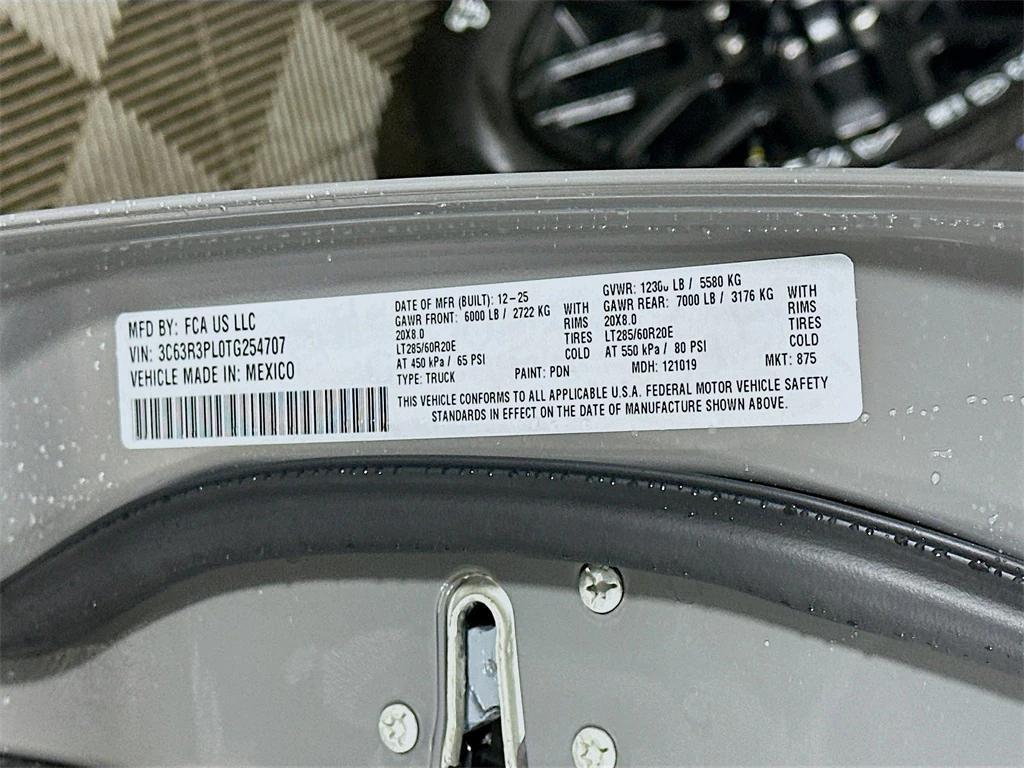 MFD BY: FCA US LLC
VIN: 3C63R3PL0TG254707
VEHICLE MADE IN: MEXICO
DATE OF MFR (BUILT): 12-25
GAWR FRONT: 6000 LB / 2722 KG
20X8.0
LT285/60R20E
AT 450 kPa / 65 PSI
WITH
RIMS
TIRES
COLD
GVWR: 12300 LB / 5580 KG
GAWR REAR: 7000 LB / 3176 KG
20X8.0
LT285/60R20E
AT 550 kPa / 80 PSI
WITH
RIMS
TIRES
COLD
TYPE: TRUCK PAINT: PDN MDH: 121019 MKT: 875
THIS VEHICLE CONFORMS TO ALL APPLICABLE U.S.A. FEDERAL MOTOR VEHICLE SAFETY
STANDARDS IN EFFECT ON THE DATE OF MANUFACTURE SHOWN ABOVE.